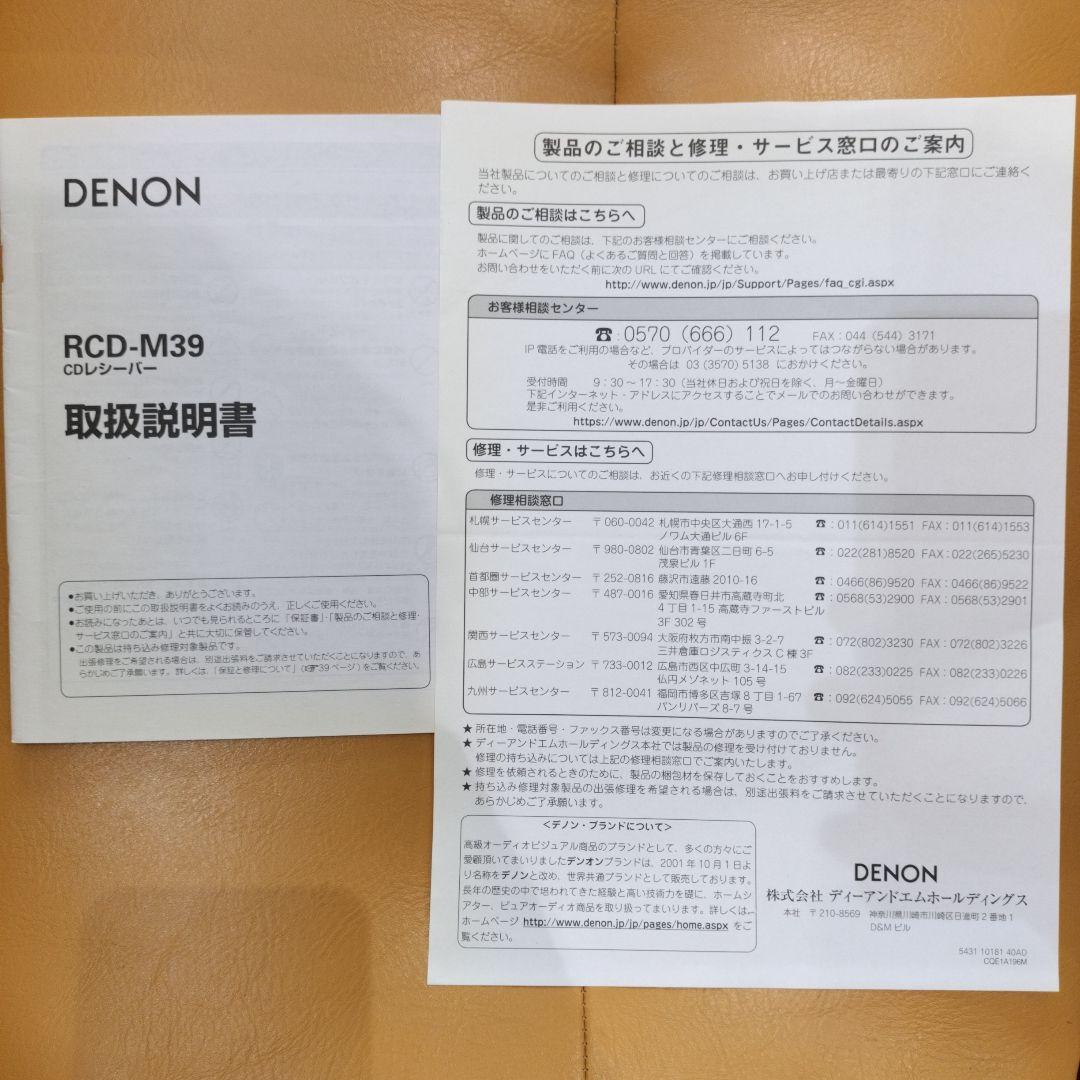 DENON
RCD-M39
CDレシーバー
取扱説明書
●お買い上げいただき、ありがとうございます。
●ご使用の前にこの取扱説明書をよくお読みのうえ、正しくご使用ください。
●お読みになったあとは、いつでも見られるところに「保証書」・「製品のご相談と修理・
サービス窓口のご案内」と共に大切に保管してください。
●この製品は持ち込み修理対象製品です。
出張修理をご希望される場合は、別途出張料をご請求させていただくことになりますので、あ
らかじめご了承願います。詳しくは、「保証と修理について」(☞39 ページ)をご覧ください。
製品のご相談と修理・サービス窓口のご案内
当社製品についてのご相談と修理についてのご相談は、お買い上げ店または最寄りの下記窓口にご連絡く
ださい。
製品のご相談はこちらへ
製品に関してのご相談は、下記のお客様相談センターにご相談ください。
ホームページに FAQ(よくあるご質問と回答)を掲載しています。
お問い合わせをいただく前に次の URL にてご確認ください。
http://www.denon.jp/jp/Support/Pages/faq_cgi.aspx
お客様相談センター
☎:0570(666)112 FAX:044(544)3171
IP 電話をご利用の場合など、プロバイダーのサービスによってはつながらない場合があります。
その場合は 03(3570)5138 におかけください。
受付時間 9:30~17:30(当社休日および祝日を除く、月~金曜日)
下記インターネット・アドレスにアクセスすることでメールでのお問い合わせができます。
是非ご利用ください。
https://www.denon.jp/jp/ContactUs/Pages/ContactDetails.aspx
修理・サービスはこちらへ
修理・サービスについてのご相談は、お近くの下記修理相談窓口へお申し付けください。
修理相談窓口
札幌サービスセンター 〒060-0042 札幌市中央区大通西 17-1-5 ☎:011(614)1551 FAX:011(614)1553
ノワム大通ビル 6F
仙台サービスセンター 〒980-0802 仙台市青葉区二日町 6-5 ☎:022(281)8520 FAX:022(265)5230
茂泉ビル 1F
首都圏サービスセンター 〒252-0816 藤沢市遠藤 2010-16 ☎:0466(86)9520 FAX:0466(86)9522
中部サービスセンター 〒487-0016 愛知県春日井市高蔵寺町北 ☎:0568(53)2900 FAX:0568(53)2901
4 丁目 1-15 高蔵寺ファーストビル
3F 302 号
関西サービスセンター 〒573-0094 大阪府枚方市南中振 3-2-7 ☎:072(802)3230 FAX:072(802)3226
三井倉庫ロジスティクス C 棟 3F
広島サービスステーション 〒733-0012 広島市西区中広町 3-14-15 ☎:082(233)0225 FAX:082(233)0226
仏円メゾネット 105 号
九州サービスセンター 〒812-0041 福岡市博多区吉塚 8 丁目 1-67 ☎:092(624)5055 FAX:092(624)5066
パンリバーズ 8-7 号
★ 所在地・電話番号・ファックス番号は変更になる場合がありますのでご了承ください。
★ ディーアンドエムホールディングス本社では製品の修理を受け付けておりません。
修理の持ち込みについては上記の修理相談窓口でご案内いたします。
★ 修理を依頼されるときのために、製品の梱包材を保存しておくことをおすすめします。
★ 持ち込み修理対象製品の出張修理を希望される場合は、別途出張料をご請求させていただくことになりますので、
あらかじめご了承願います。
<デノン・ブランドについて>
高級オーディオビジュアル商品のブランドとして、多くの方々にご
愛顧頂いてまいりましたデンオンブランドは、2001 年 10 月 1 日よ
り名称をデノンと改め、世界共通ブランドとして販売しております。
長年の歴史の中で培われてきた経験と高い技術力を礎に、ホームシ
アター、ピュアオーディオ商品を取り扱ってまいります。詳しくは、
ホームページ http://www.denon.jp/jp/pages/home.aspx をご
覧ください。
DENON
株式会社 ディーアンドエムホールディングス
本社 〒210-8569 神奈川県川崎市川崎区日進町 2 番地 1
D&M ビル
5431 10181 40AD
CQE1A196M